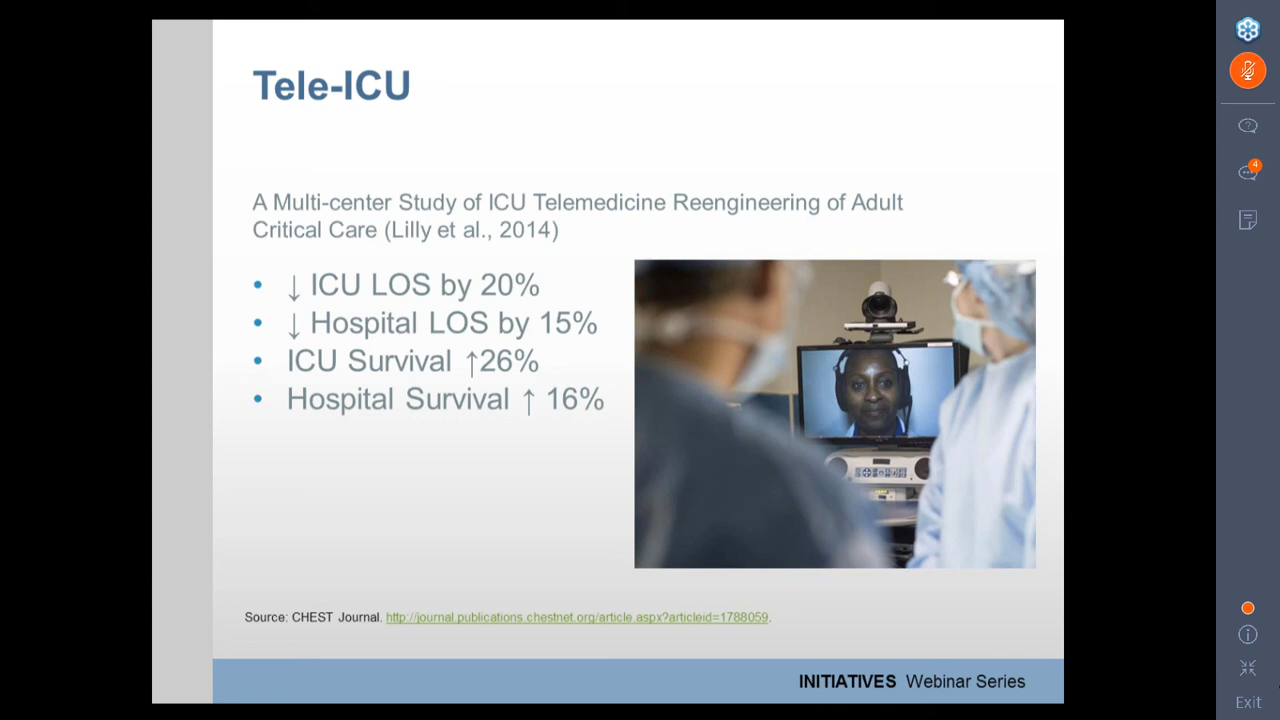 Tele-ICU
A Multi-center Study of ICU Telemedicine Reengineering of Adult
Critical Care (Lilly et al., 2014)
• ↓ ICU LOS by 20%
• ↓ Hospital LOS by 15%
• ICU Survival ↑26%
• Hospital Survival ↑ 16%
Source: CHEST Journal. http://journal.publications.chestnet.org/article.aspx?articleid=1788059.
INITIATIVES Webinar Series
?
4
i
Exit